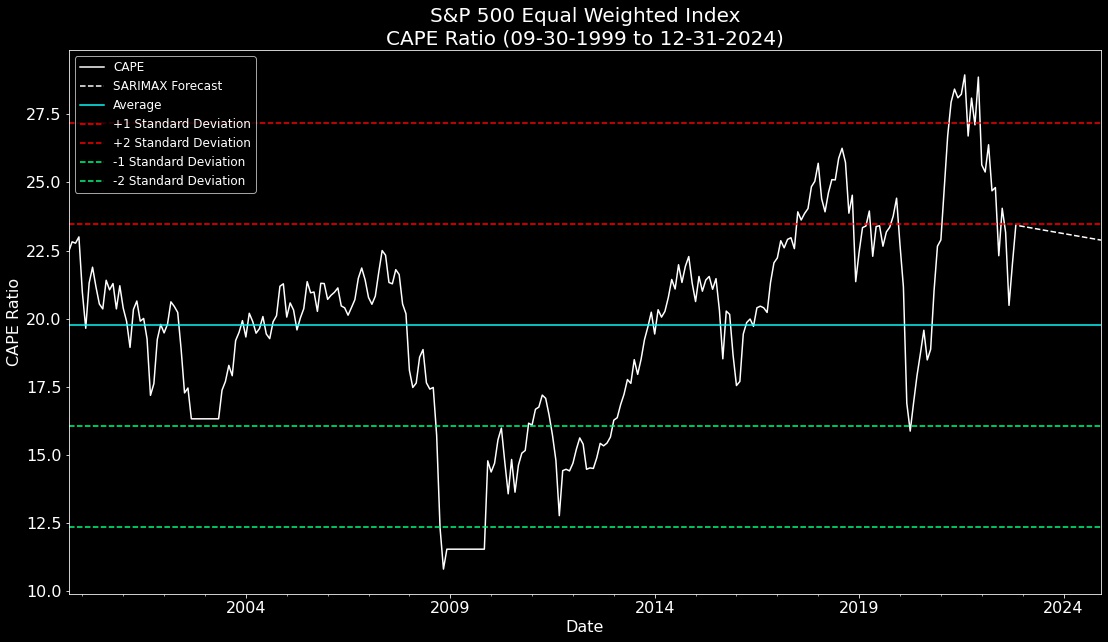 S&P 500 Equal Weighted Index
CAPE Ratio (09-30-1999 to 12-31-2024)
CAPE
SARIMAX Forecast
Average
+1 Standard Deviation
+2 Standard Deviation
-1 Standard Deviation
-2 Standard Deviation
CAPE Ratio
27.5
25.0
22.5
20.0
17.5
15.0
12.5
10.0
2004 2009 2014 2019 2024
Date